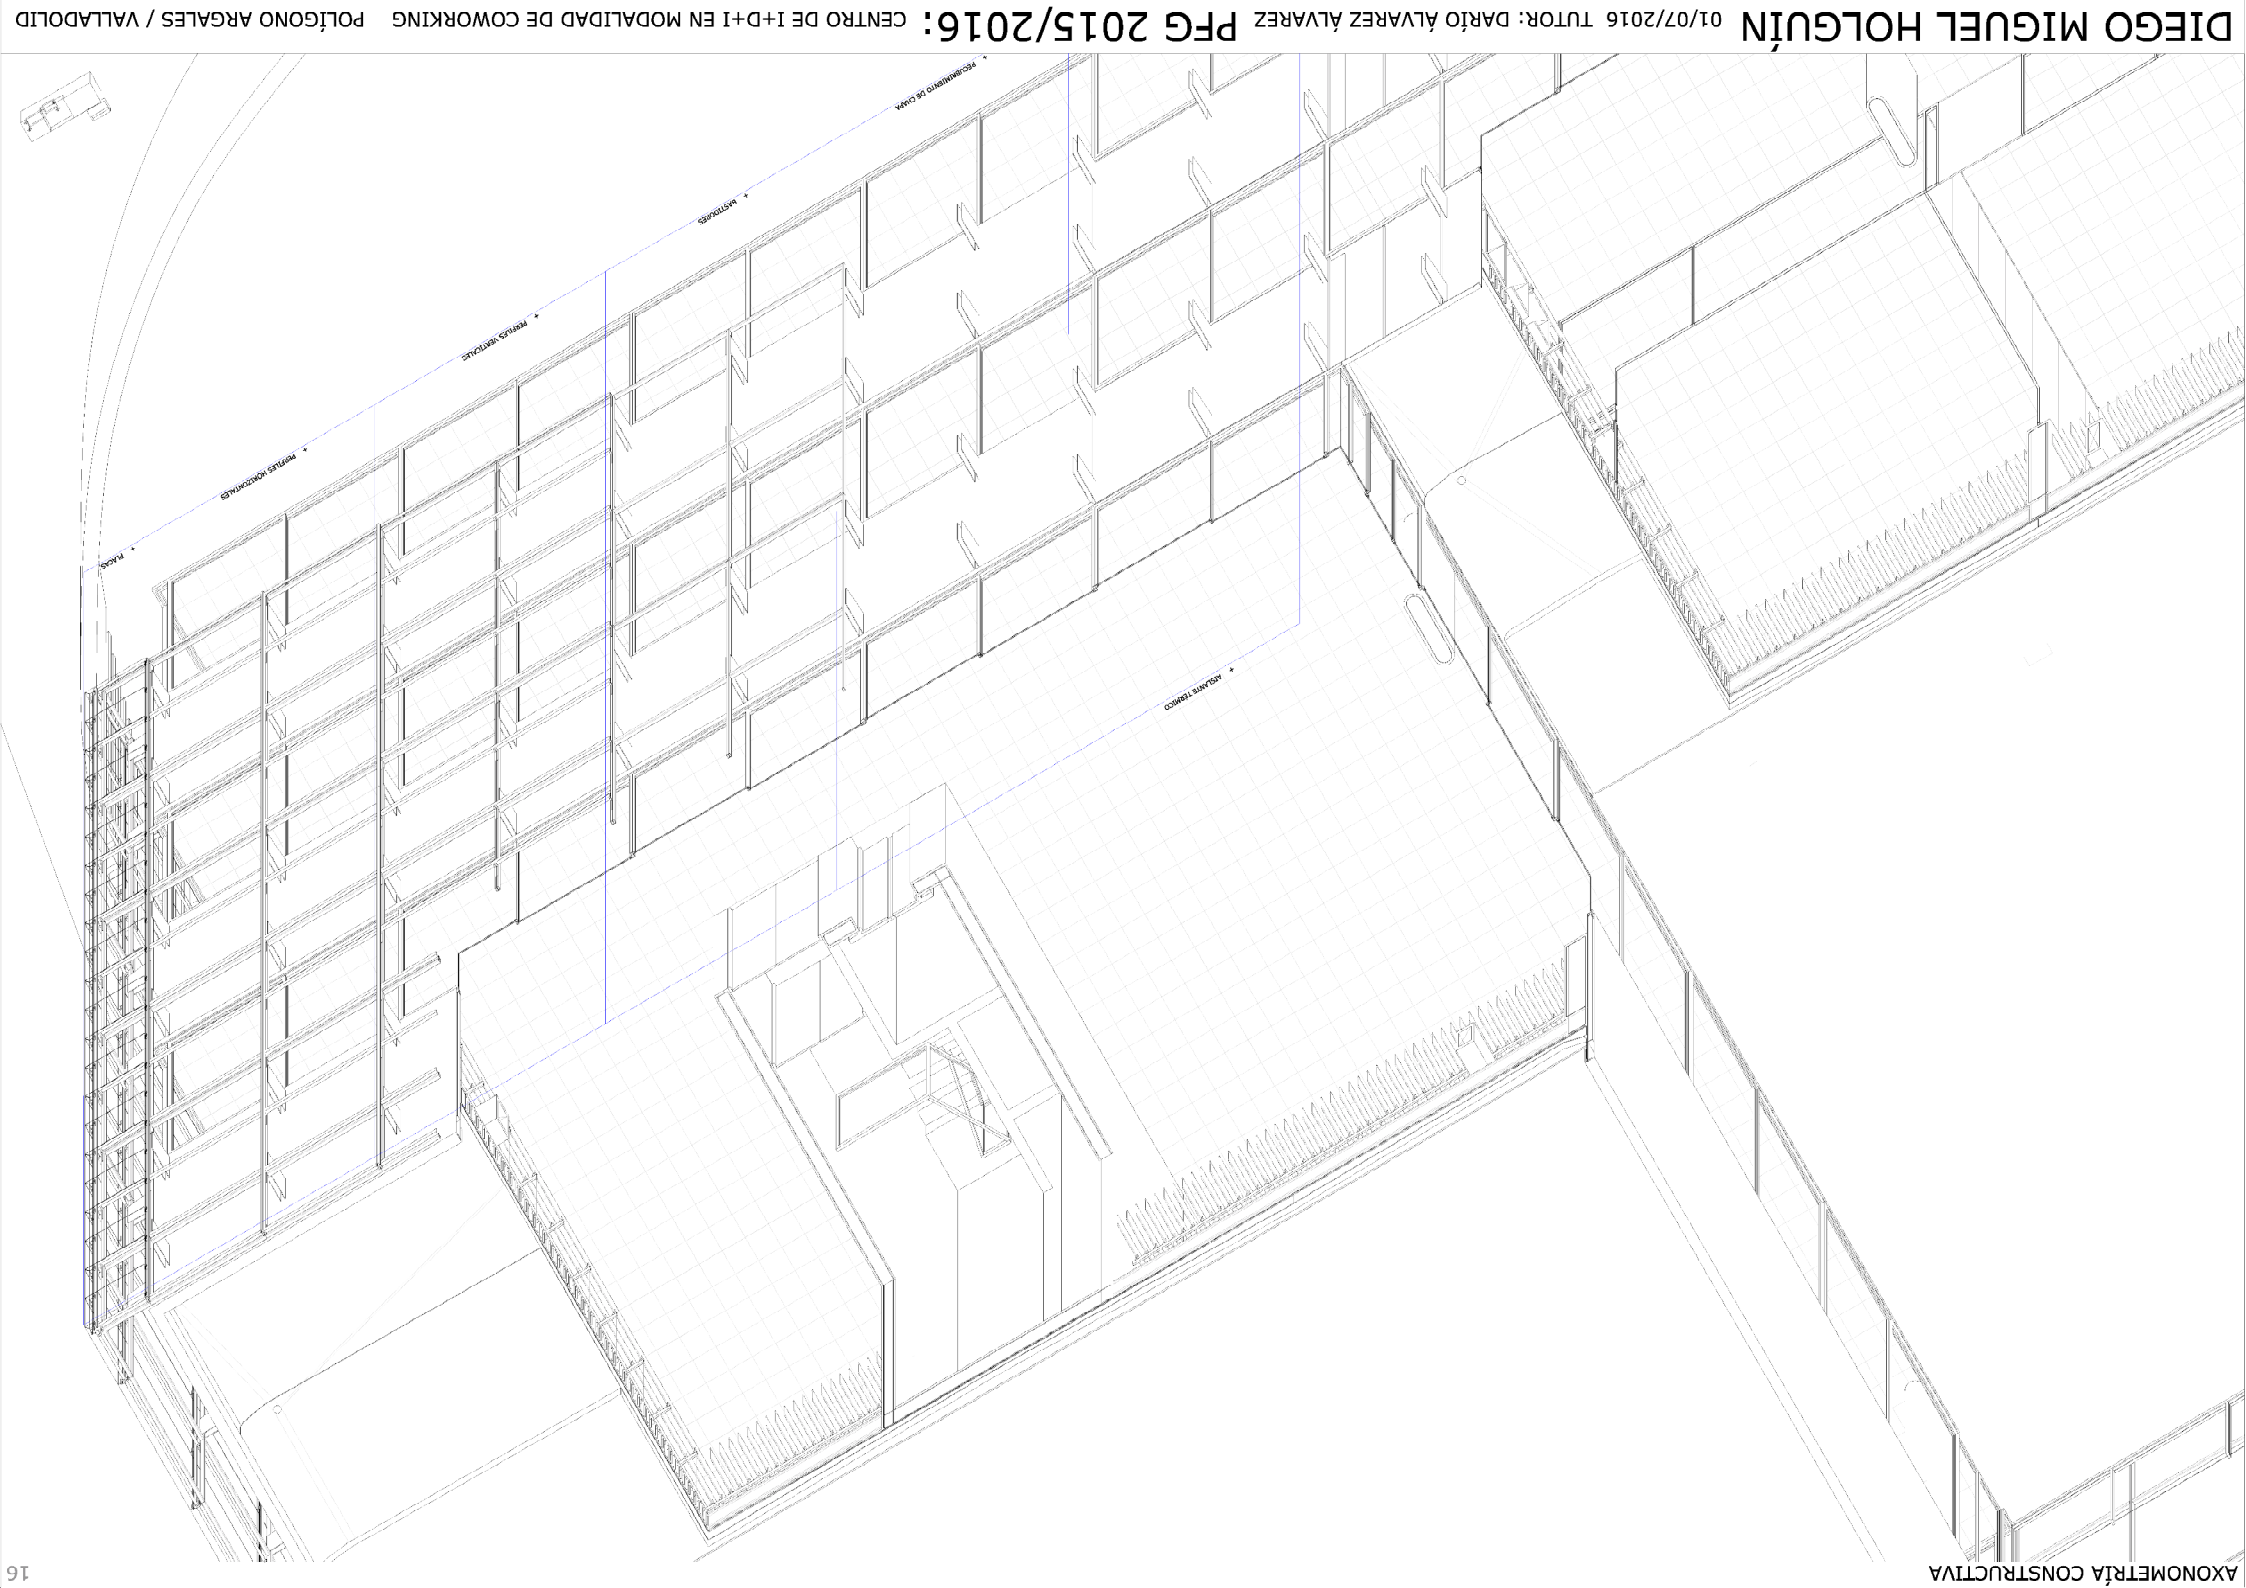 AXONOMETRÍA CONSTRUCTIVA
16
AISLANTE TÉRMICO
PLACAS
PERFILES HORIZONTALES
PERFILES VERTICALES
BASTIDORES
RECUBRIMIENTO DE CHAPA
DIEGO MIGUEL HOLGUÍN 01/07/2016 TUTOR: DARÍO ÁLVAREZ ÁLVAREZ PFG 2015/2016: CENTRO DE I+D+I EN MODALIDAD DE COWORKING POLÍGONO ARGALES / VALLADOLID